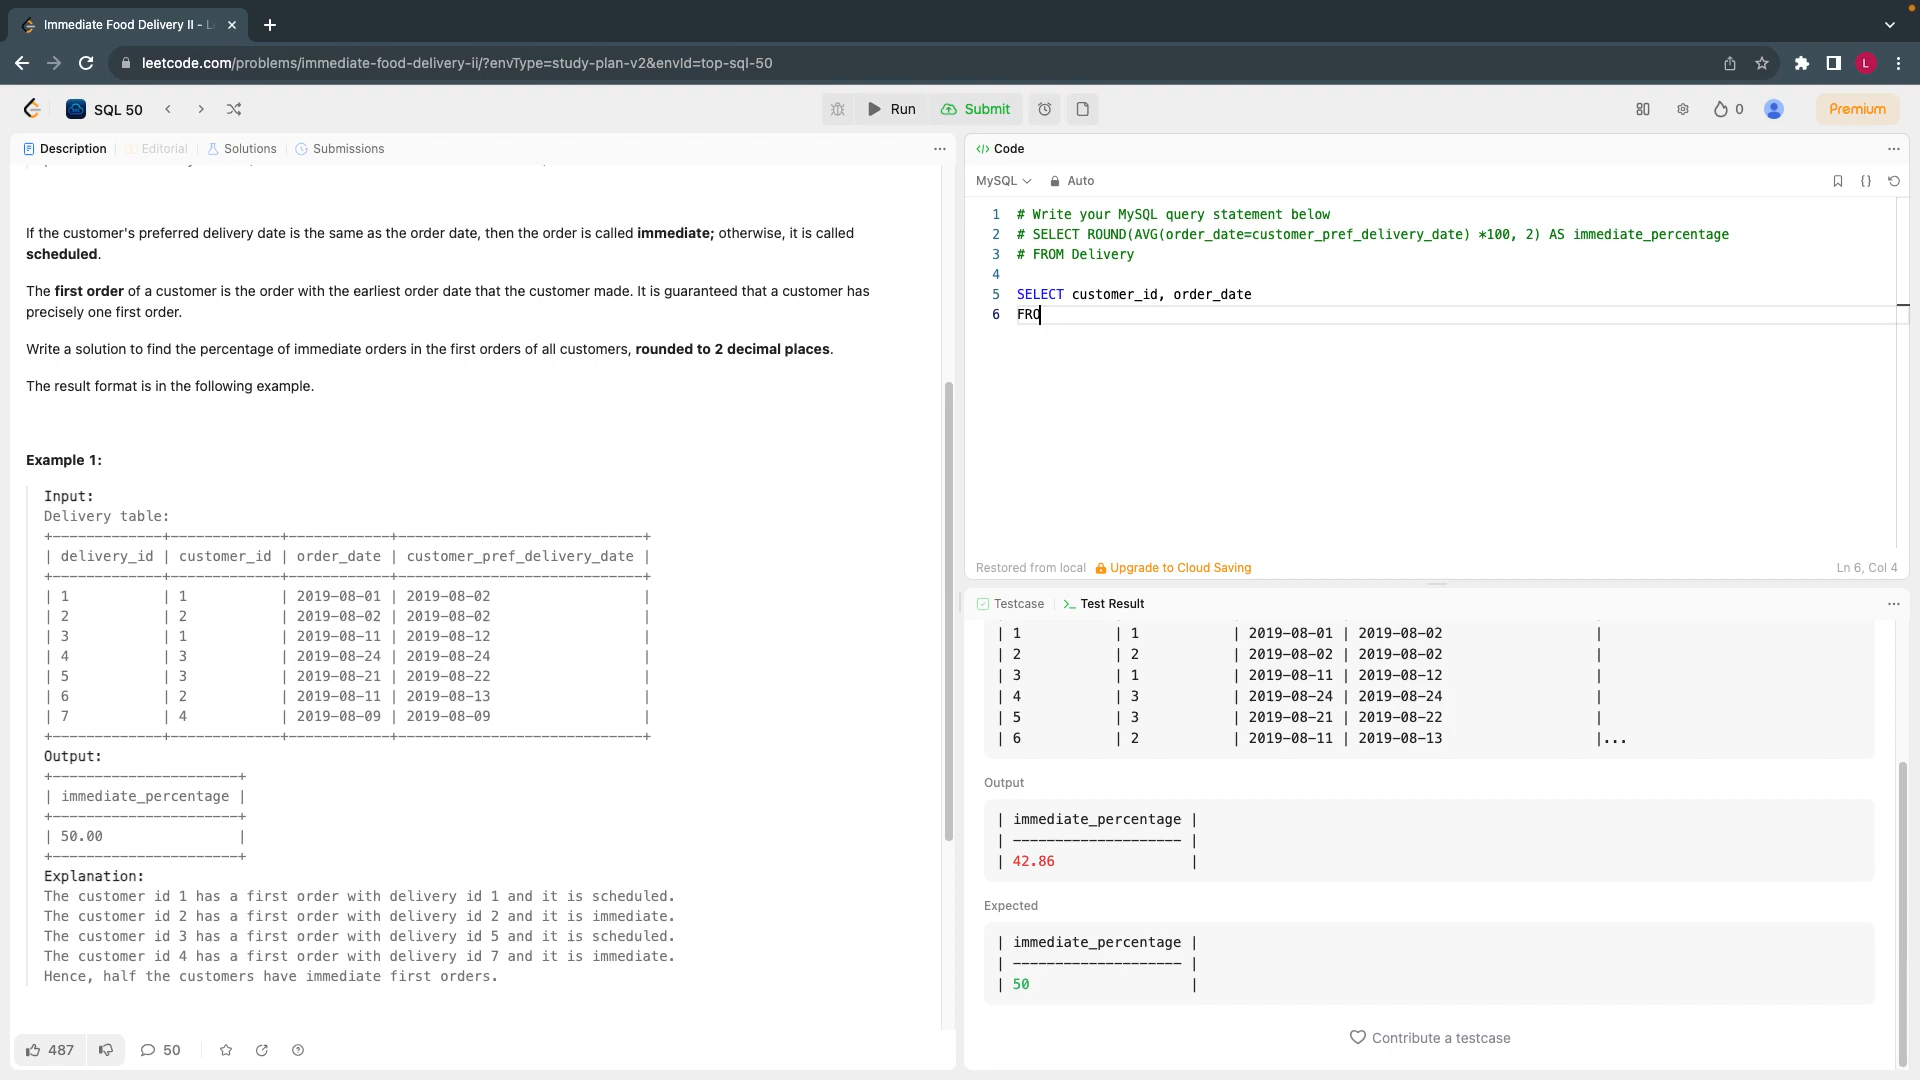 Immediate Food Delivery II - L
leetcode.com/problems/immediate-food-delivery-ii/?envType=study-plan-v2&envId=top-sql-50
L
SQL 50
Run
Submit
0
Premium
Description
Editorial
Solutions
Submissions
If the customer's preferred delivery date is the same as the order date, then the order is called immediate; otherwise, it is called
scheduled.
The first order of a customer is the order with the earliest order date that the customer made. It is guaranteed that a customer has
precisely one first order.
Write a solution to find the percentage of immediate orders in the first orders of all customers, rounded to 2 decimal places.
The result format is in the following example.
Example 1:
Input:
Delivery table:
+-------------+-------------+------------+-----------------------------+
| delivery_id | customer_id | order_date | customer_pref_delivery_date |
+-------------+-------------+------------+-----------------------------+
| 1 | 1 | 2019-08-01 | 2019-08-02 |
| 2 | 2 | 2019-08-02 | 2019-08-02 |
| 3 | 1 | 2019-08-11 | 2019-08-12 |
| 4 | 3 | 2019-08-24 | 2019-08-24 |
| 5 | 3 | 2019-08-21 | 2019-08-22 |
| 6 | 2 | 2019-08-11 | 2019-08-13 |
| 7 | 4 | 2019-08-09 | 2019-08-09 |
+-------------+-------------+------------+-----------------------------+
Output:
+----------------------+
| immediate_percentage |
+----------------------+
| 50.00 |
+----------------------+
Explanation:
The customer id 1 has a first order with delivery id 1 and it is scheduled.
The customer id 2 has a first order with delivery id 2 and it is immediate.
The customer id 3 has a first order with delivery id 5 and it is scheduled.
The customer id 4 has a first order with delivery id 7 and it is immediate.
Hence, half the customers have immediate first orders.
487
50
</> Code
MySQL
Auto
{}
1 # Write your MySQL query statement below
2 # SELECT ROUND(AVG(order_date=customer_pref_delivery_date) *100, 2) AS immediate_percentage
3 # FROM Delivery
4
5 SELECT customer_id, order_date
6 FRO
Restored from local
Upgrade to Cloud Saving
Ln 6, Col 4
Testcase
Test Result
| 1 | 1 | 2019-08-01 | 2019-08-02 |
| 2 | 2 | 2019-08-02 | 2019-08-02 |
| 3 | 1 | 2019-08-11 | 2019-08-12 |
| 4 | 3 | 2019-08-24 | 2019-08-24 |
| 5 | 3 | 2019-08-21 | 2019-08-22 |
| 6 | 2 | 2019-08-11 | 2019-08-13 |...
Output
| immediate_percentage |
| -------------------- |
| 42.86 |
Expected
| immediate_percentage |
| -------------------- |
| 50 |
Contribute a testcase